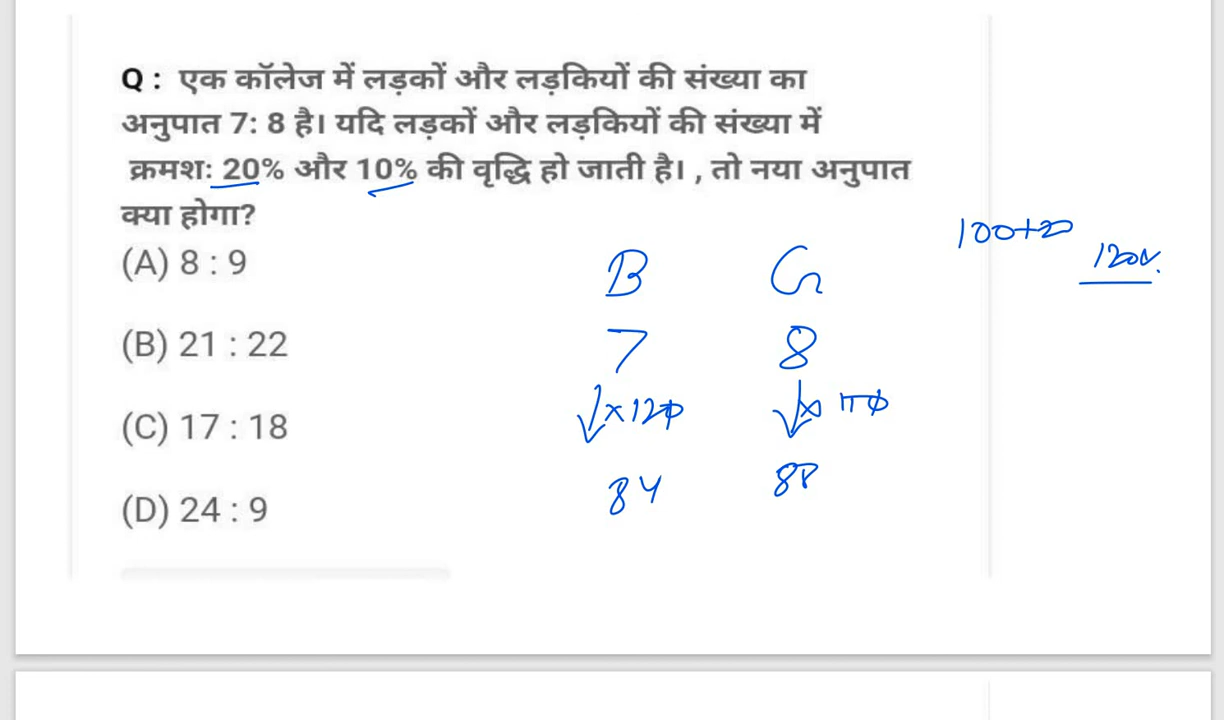 Q : एक कॉलेज में लड़कों और लड़कियों की संख्या का
अनुपात 7: 8 है। यदि लड़कों और लड़कियों की संख्या में
क्रमश: 20% और 10% की वृद्धि हो जाती है। , तो नया अनुपात
क्या होगा?
(A) 8 : 9
(B) 21 : 22
(C) 17 : 18
(D) 24 : 9
100+20
120%
B G
7 8
×120 ×110
84 88